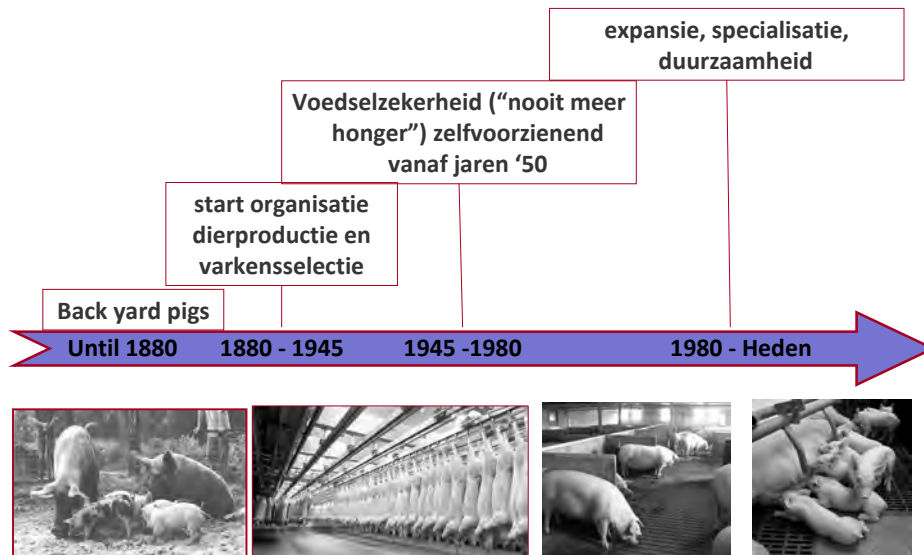 expansie, specialisatie,
duurzaamheid
Voedselzekerheid (“nooit meer
honger”) zelfvoorzienend
vanaf jaren ‘50
start organisatie
dierproductie en
varkensselectie
Back yard pigs
Until 1880
1880 - 1945
1945 -1980
1980 - Heden